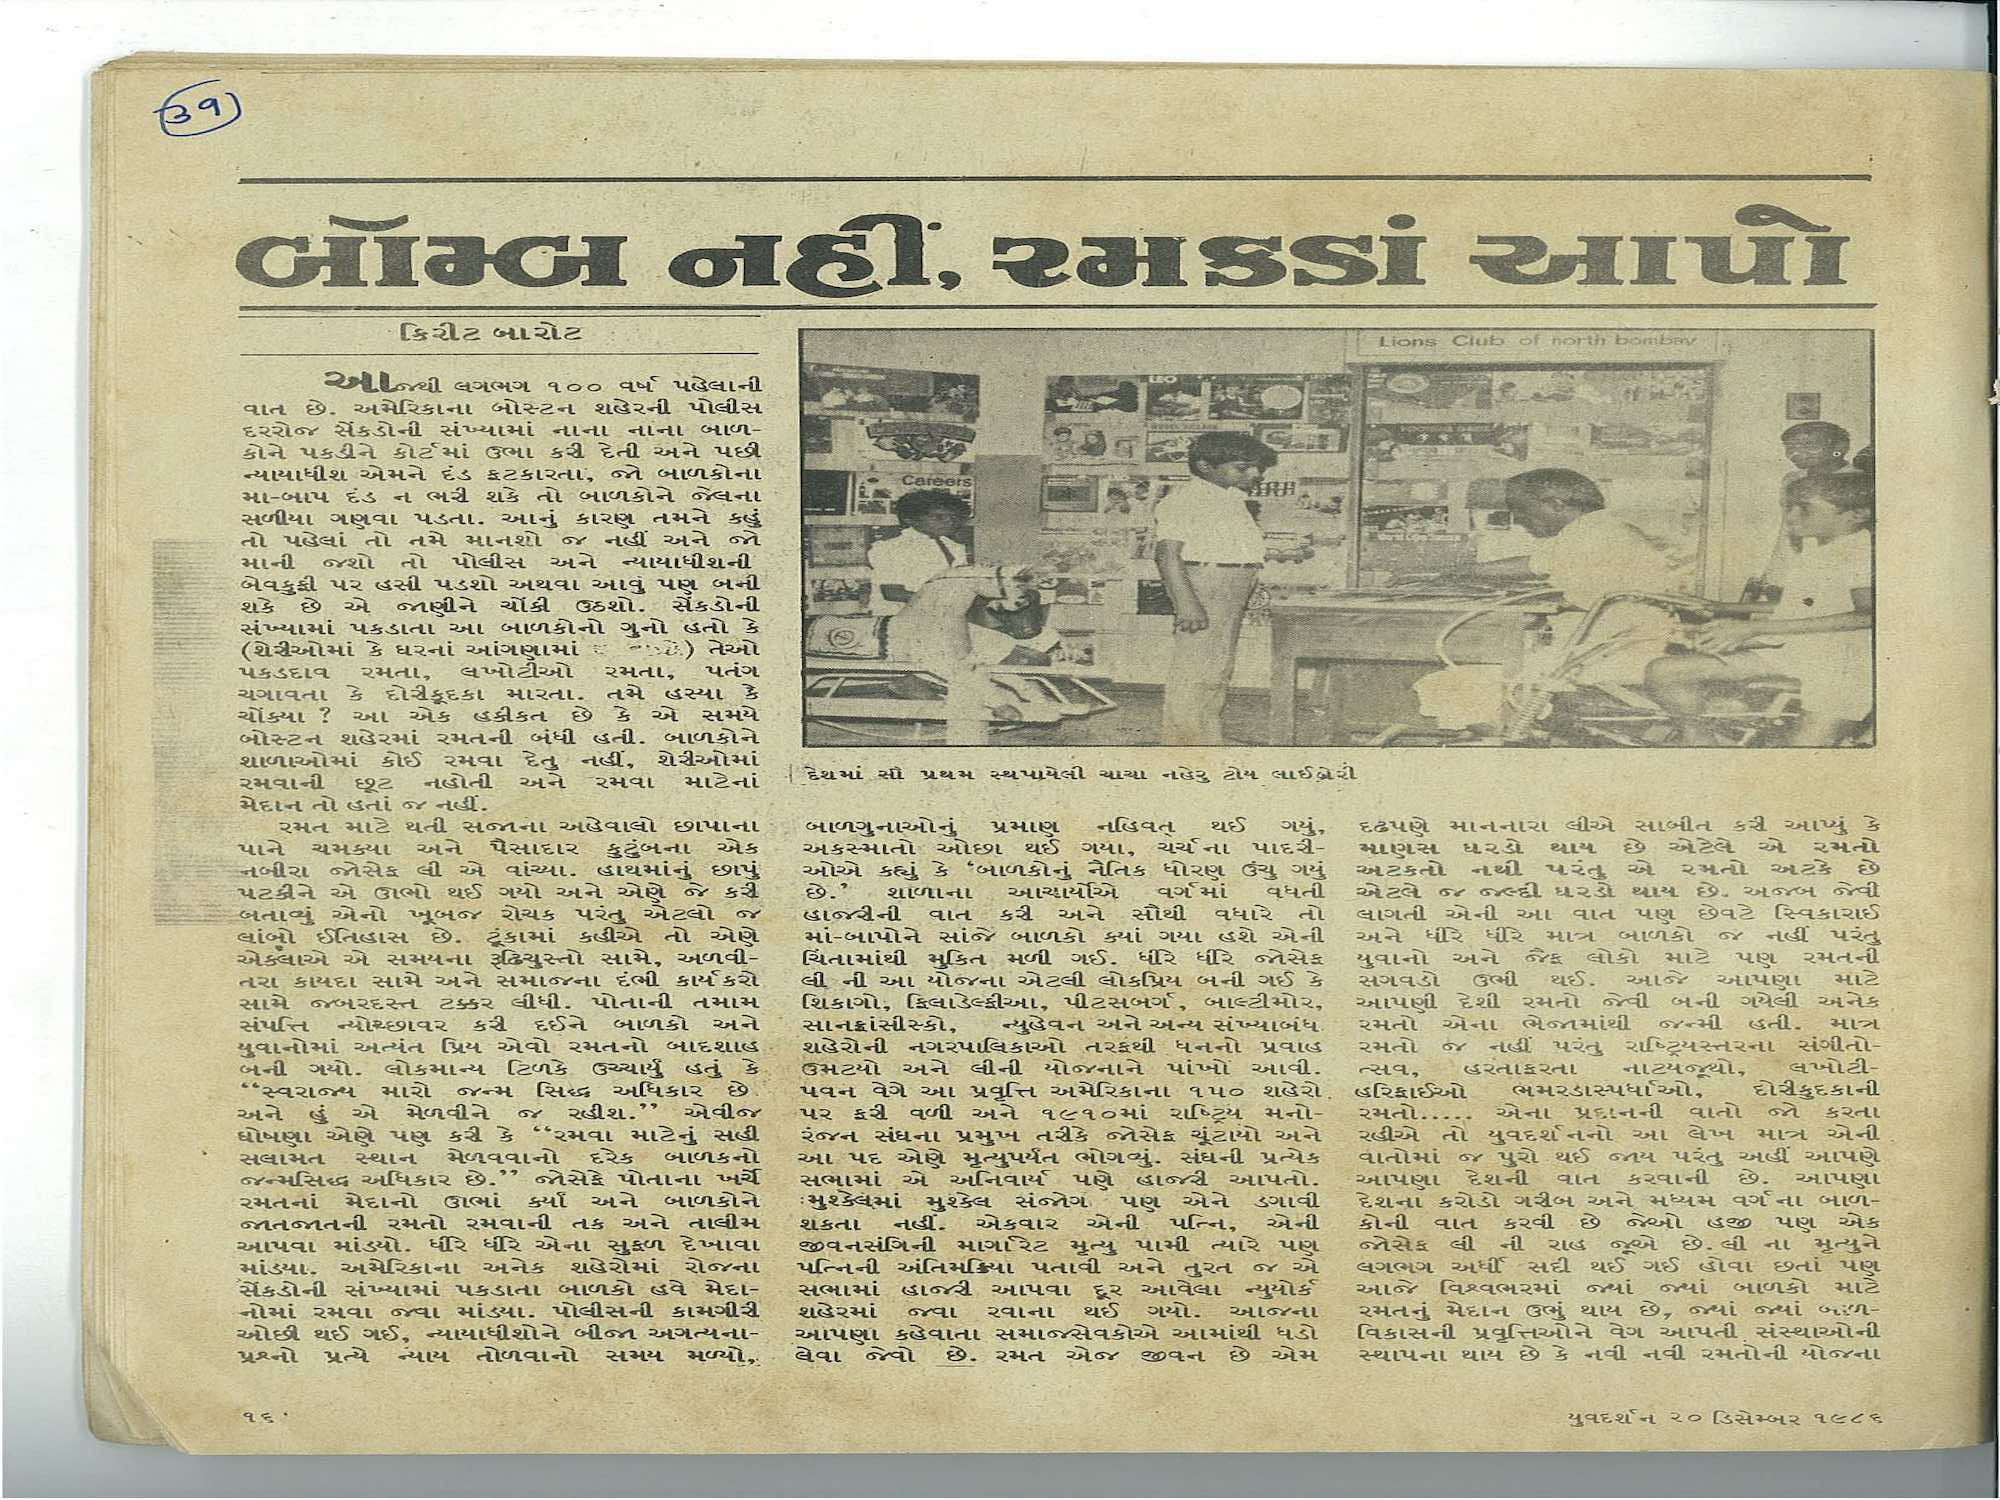 ૩૧
બૉમ્બ નહીં, રમકડાં આપો
કિરીટ બારોટ
Lions Club of north bombay
Careers
દેશમાં સૌ પ્રથમ સ્થપાયેલી ચાચા નહેરુ ટોય લાઈબ્રેરી
આજથી લગભગ ૧૦૦ વર્ષ પહેલાની
વાત છે. અમેરિકાના બોસ્ટન શહેરની પોલીસ
દરરોજ સેંકડોની સંખ્યામાં નાના નાના બાળ-
કોને પકડીને કોર્ટમાં ઉભા કરી દેતી અને પછી
ન્યાયાધીશ એમને દંડ ફટકારતા, જો બાળકોના
મા-બાપ દંડ ન ભરી શકે તો બાળકોને જેલના
સળીયા ગણવા પડતા. આનું કારણ તમને કહું
તો પહેલાં તો તમે માનશો જ નહીં અને જો
માની જશો તો પોલીસ અને ન્યાયાધીશની
બેવકુફી પર હસી પડશો અથવા આવું પણ બની
શકે છે એ જાણીને ચોંકી ઉઠશો. સેંકડોની
સંખ્યામાં પકડાતા આ બાળકોનો ગુનો હતો કે
(શેરીઓમાં કે ઘરનાં આંગણામાં ) તેઓ
પકડદાવ રમતા, લખોટીઓ રમતા, પતંગ
ચગાવતા કે દોરીકૂદકા મારતા. તમે હસ્યા કે
ચોંક્યા ? આ એક હકીકત છે કે એ સમયે
બોસ્ટન શહેરમાં રમતની બંધી હતી. બાળકોને
શાળાઓમાં કોઈ રમવા દેતુ નહીં, શેરીઓમાં
રમવાની છૂટ નહોતી અને રમવા માટેનાં
મેદાન તો હતાં જ નહીં.
રમત માટે થતી સજાના અહેવાલો છાપાના
પાને ચમક્યા અને પૈસાદાર કુટુંબના એક
નબીરા જોસેફ લી એ વાંચ્યા. હાથમાંનું છાપું
પટકીને એ ઊભો થઈ ગયો અને એણે જે કરી
બતાવ્યું એનો ખૂબજ રોચક પરંતુ એટલો જ
લાંબો ઈતિહાસ છે. ટૂંકામાં કહીએ તો એણે
એકલાએ એ સમયના રૂઢિચુસ્તો સામે, અળવી-
તરા કાયદા સામે અને સમાજના દંભી કાર્યકરો
સામે જબરદસ્ત ટક્કર લીધી. પોતાની તમામ
સંપત્તિ ન્યોચ્છાવર કરી દઈને બાળકો અને
યુવાનોમાં અત્યંત પ્રિય એવો રમતનો બાદશાહ
બની ગયો. લોકમાન્ય ટિળકે ઉચ્ચાર્યું હતું કે
“સ્વરાજ્ય મારો જન્મ સિદ્ધ અધિકાર છે
અને હું એ મેળવીને જ રહીશ.” એવીજ
ઘોષણા એણે પણ કરી કે “રમવા માટેનું સહી
સલામત સ્થાન મેળવવાનો દરેક બાળકનો
જન્મસિદ્ધ અધિકાર છે.” જોસેફે પોતાના ખર્ચે
રમતનાં મેદાનો ઊભાં કર્યાં અને બાળકોને
જાતજાતની રમતો રમવાની તક અને તાલીમ
આપવા માંડયો. ધીરે ધીરે એના સુફળ દેખાવા
માંડયા. અમેરિકાના અનેક શહેરોમાં રોજના
સેંકડોની સંખ્યામાં પકડાતા બાળકો હવે મેદા-
નોમાં રમવા જવા માંડયા. પોલીસની કામગીરી
ઓછી થઈ ગઈ, ન્યાયાધીશોને બીજા અગત્યના-
પ્રશ્નો પ્રત્યે ન્યાય તોળવાનો સમય મળ્યો,
બાળગુનાઓનું પ્રમાણ નહિવત્ થઈ ગયું,
અકસ્માતો ઓછા થઈ ગયા, ચર્ચના પાદરી-
ઓએ કહ્યું કે ‘બાળકોનું નૈતિક ધોરણ ઉંચુ ગયું
છે.’ શાળાના આચાર્યોએ વર્ગમાં વધતી
હાજરીની વાત કરી અને સૌથી વધારે તો
માં-બાપોને સાંજે બાળકો ક્યાં ગયા હશે એની
ચિંતામાંથી મુકિત મળી ગઈ. ધીરે ધીરે જોસેફ
લી ની આ યોજના એટલી લોકપ્રિય બની ગઈ કે
શિકાગો, ફિલાડેલ્ફીઆ, પીટસબર્ગ, બાલ્ટીમોર,
સાનફ્રાંસીસ્કો, ન્યુહેવન અને અન્ય સંખ્યાબંધ
શહેરોની નગરપાલિકાઓ તરફથી ધનનો પ્રવાહ
ઉમટયો અને લીની યોજનાને પાંખો આવી.
પવન વેગે આ પ્રવૃત્તિ અમેરિકાના ૧૫૦ શહેરો
પર ફરી વળી અને ૧૯૧૦માં રાષ્ટ્રિય મનો-
રંજન સંઘના પ્રમુખ તરીકે જોસેફ ચૂંટાયો અને
આ પદ એણે મૃત્યુપર્યંત ભોગવ્યું. સંઘની પ્રત્યેક
સભામાં એ અનિવાર્ય પણે હાજરી આપતો.
મુશ્કેલમાં મુશ્કેલ સંજોગ પણ એને ડગાવી
શકતા નહીં. એકવાર એની પત્નિ, એની
જીવનસંગિની માર્ગારેટ મૃત્યુ પામી ત્યારે પણ
પત્નિની અંતિમક્રિયા પતાવી અને તુરત જ એ
સભામાં હાજરી આપવા દૂર આવેલા ન્યુયોર્ક
શહેરમાં જવા રવાના થઈ ગયો. આજના
આપણા કહેવાતા સમાજસેવકોએ આમાંથી ધડો
લેવા જેવો છે. રમત એજ જીવન છે એમ
દૃઢપણે માનનારા લીએ સાબીત કરી આપ્યું કે
માણસ ઘરડો થાય છે એટેલે એ રમતો
અટકતો નથી પરંતુ એ રમતો અટકે છે
એટલે જ જલ્દી ઘરડો થાય છે. અજબ જેવી
લાગતી એની આ વાત પણ છેવટે સ્વિકારાઈ
અને ધીરે ધીરે માત્ર બાળકો જ નહીં પરંતુ
યુવાનો અને જૈફ લોકો માટે પણ રમતની
સગવડો ઉભી થઈ. આજે આપણા માટે
આપણી દેશી રમતો જેવી બની ગયેલી અનેક
રમતો એના ભેજામાંથી જન્મી હતી. માત્ર
રમતો જ નહીં પરંતુ રાષ્ટ્રિયસ્તરના સંગીતો-
ત્સવ, હરતાફરતા નાટયજૂથો, લખોટી-
હરિફાઈઓ ભમરડાસ્પર્ધાઓ, દોરીકુદકાની
રમતો..... એના પ્રદાનની વાતો જો કરતા
રહીએ તો યુવદર્શનનો આ લેખ માત્ર એની
વાતોમાં જ પુરો થઈ જાય પરંતુ અહીં આપણે
આપણા દેશની વાત કરવાની છે. આપણા
દેશના કરોડો ગરીબ અને મધ્યમ વર્ગના બાળ-
કોની વાત કરવી છે જેઓ હજી પણ એક
જોસેફ લી ની રાહ જૂએ છે. લી ના મૃત્યુને
લગભગ અર્ધી સદી થઈ ગઈ હોવા છતાં પણ
આજે વિશ્વભરમાં જ્યાં જ્યાં બાળકો માટે
રમતનું મેદાન ઉભું થાય છે, જ્યાં જ્યાં બાળ-
વિકાસની પ્રવૃત્તિઓને વેગ આપતી સંસ્થાઓની
સ્થાપના થાય છે કે નવી નવી રમતોની યોજના
૧૬
યુવદર્શન ૨૦ ડિસેમ્બર ૧૯૮૬